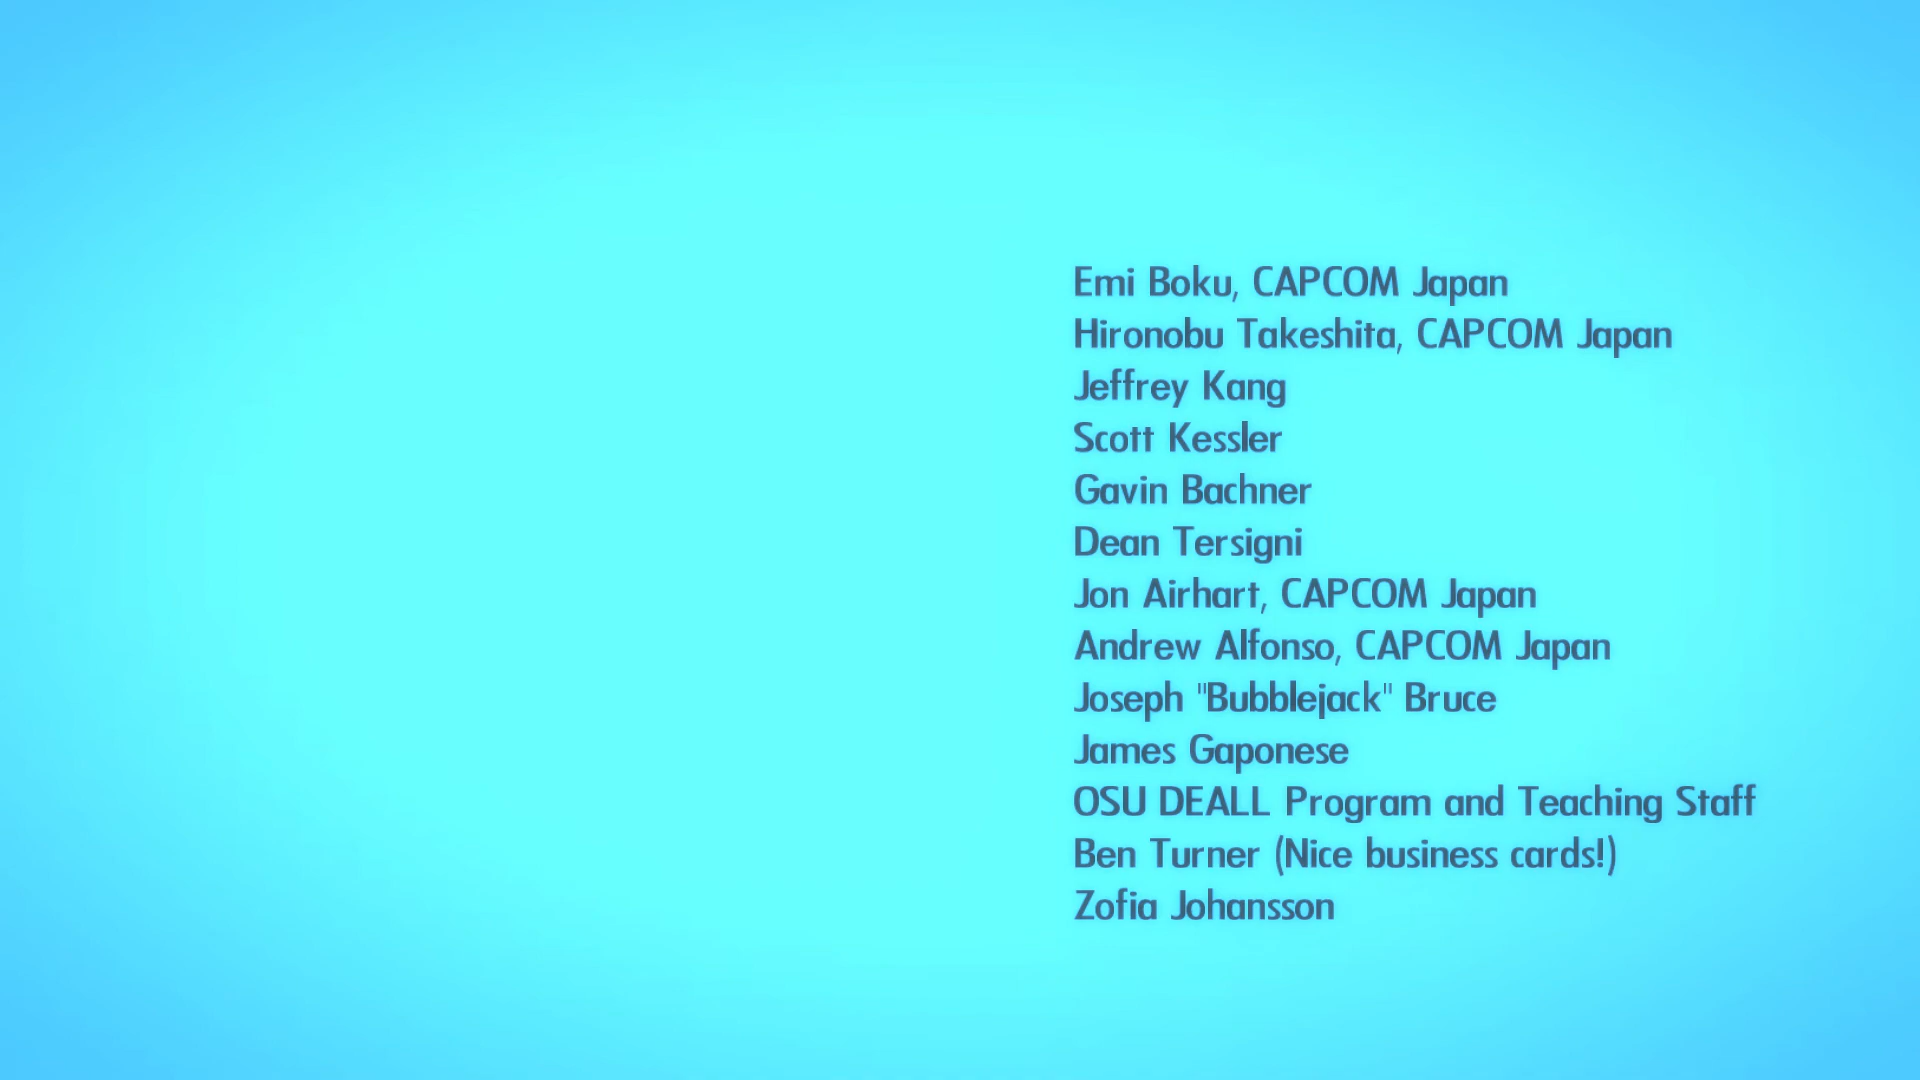 Emi Boku, CAPCOM Japan
Hironobu Takeshita, CAPCOM Japan
Jeffrey Kang
Scott Kessler
Gavin Bachner
Dean Tersigni
Jon Airhart, CAPCOM Japan
Andrew Alfonso, CAPCOM Japan
Joseph "Bubblejack" Bruce
James Gaponese
OSU DEALL Program and Teaching Staff
Ben Turner (Nice business cards!)
Zofia Johansson